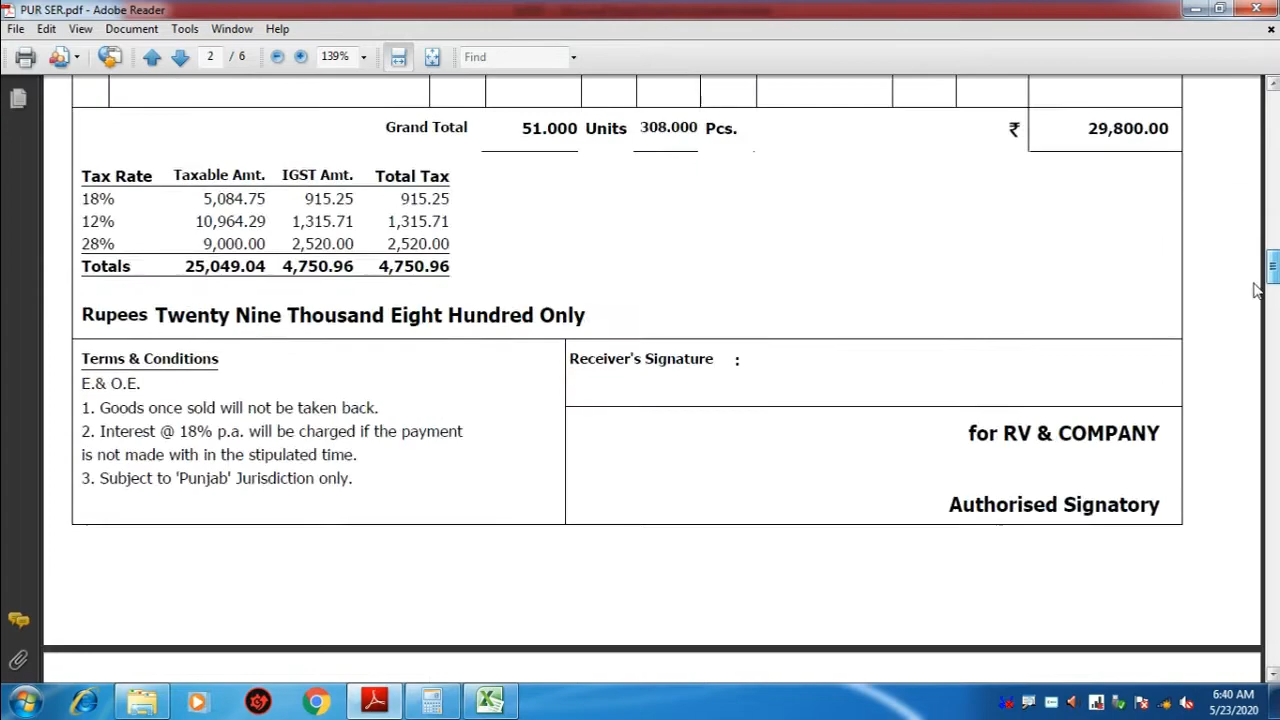 PUR SER.pdf - Adobe Reader
File Edit View Document Tools Window Help
2 / 6 139% Find
Grand Total 51.000 Units 308.000 Pcs. ₹ 29,800.00
Tax Rate Taxable Amt. IGST Amt. Total Tax
18% 5,084.75 915.25 915.25
12% 10,964.29 1,315.71 1,315.71
28% 9,000.00 2,520.00 2,520.00
Totals 25,049.04 4,750.96 4,750.96
Rupees Twenty Nine Thousand Eight Hundred Only
Terms & Conditions
E.& O.E.
1. Goods once sold will not be taken back.
2. Interest @ 18% p.a. will be charged if the payment
is not made with in the stipulated time.
3. Subject to 'Punjab' Jurisdiction only.
Receiver's Signature :
for RV & COMPANY
Authorised Signatory
6:40 AM
5/23/2020